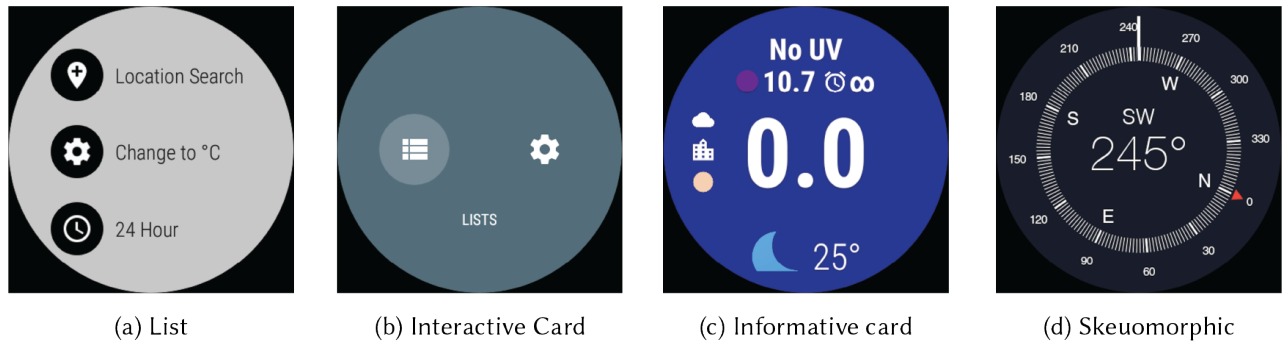 Location Search
Change to °C
24 Hour
(a) List
LISTS
(b) Interactive Card
No UV
10.7 ∞
0.0
25°
(c) Informative card
240
270
300
330
0
30
60
90
120
150
180
210
W
S
N
E
SW
245°
(d) Skeuomorphic